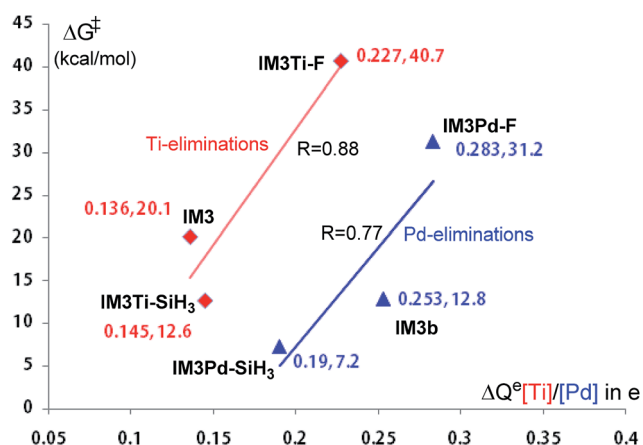 45
ΔG‡
(kcal/mol)
40
35
30
25
20
15
10
5
0
IM3Ti-F
0.227,40.7
Ti-eliminations
R=0.88
IM3Pd-F
0.283,31.2
0.136,20.1
IM3
R=0.77
Pd-eliminations
IM3Ti-SiH₃
0.145,12.6
0.253,12.8
IM3b
IM3Pd-SiH₃
0.19,7.2
ΔQᵉ[Ti]/[Pd] in e
0.05
0.1
0.15
0.2
0.25
0.3
0.35
0.4